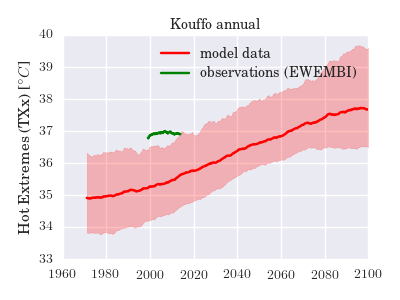 Kouffo annual
Hot Extremes (TXx) [°C]
40
39
38
37
36
35
34
33
model data
observations (EWEMBI)
1960 1980 2000 2020 2040 2060 2080 2100